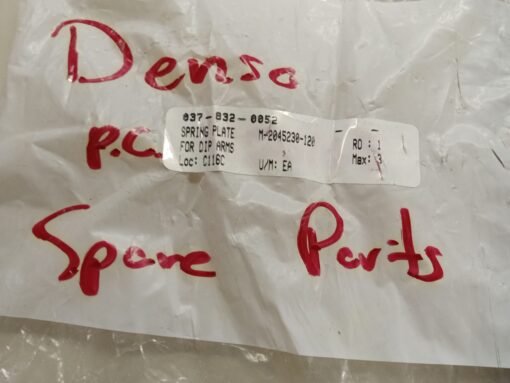 Denso
037-832-0052
SPRING PLATE M-2045230-120
FOR DIP ARMS RO : 1
Loc: C116C U/M: EA Max: 3
P.C.
Spare Parts